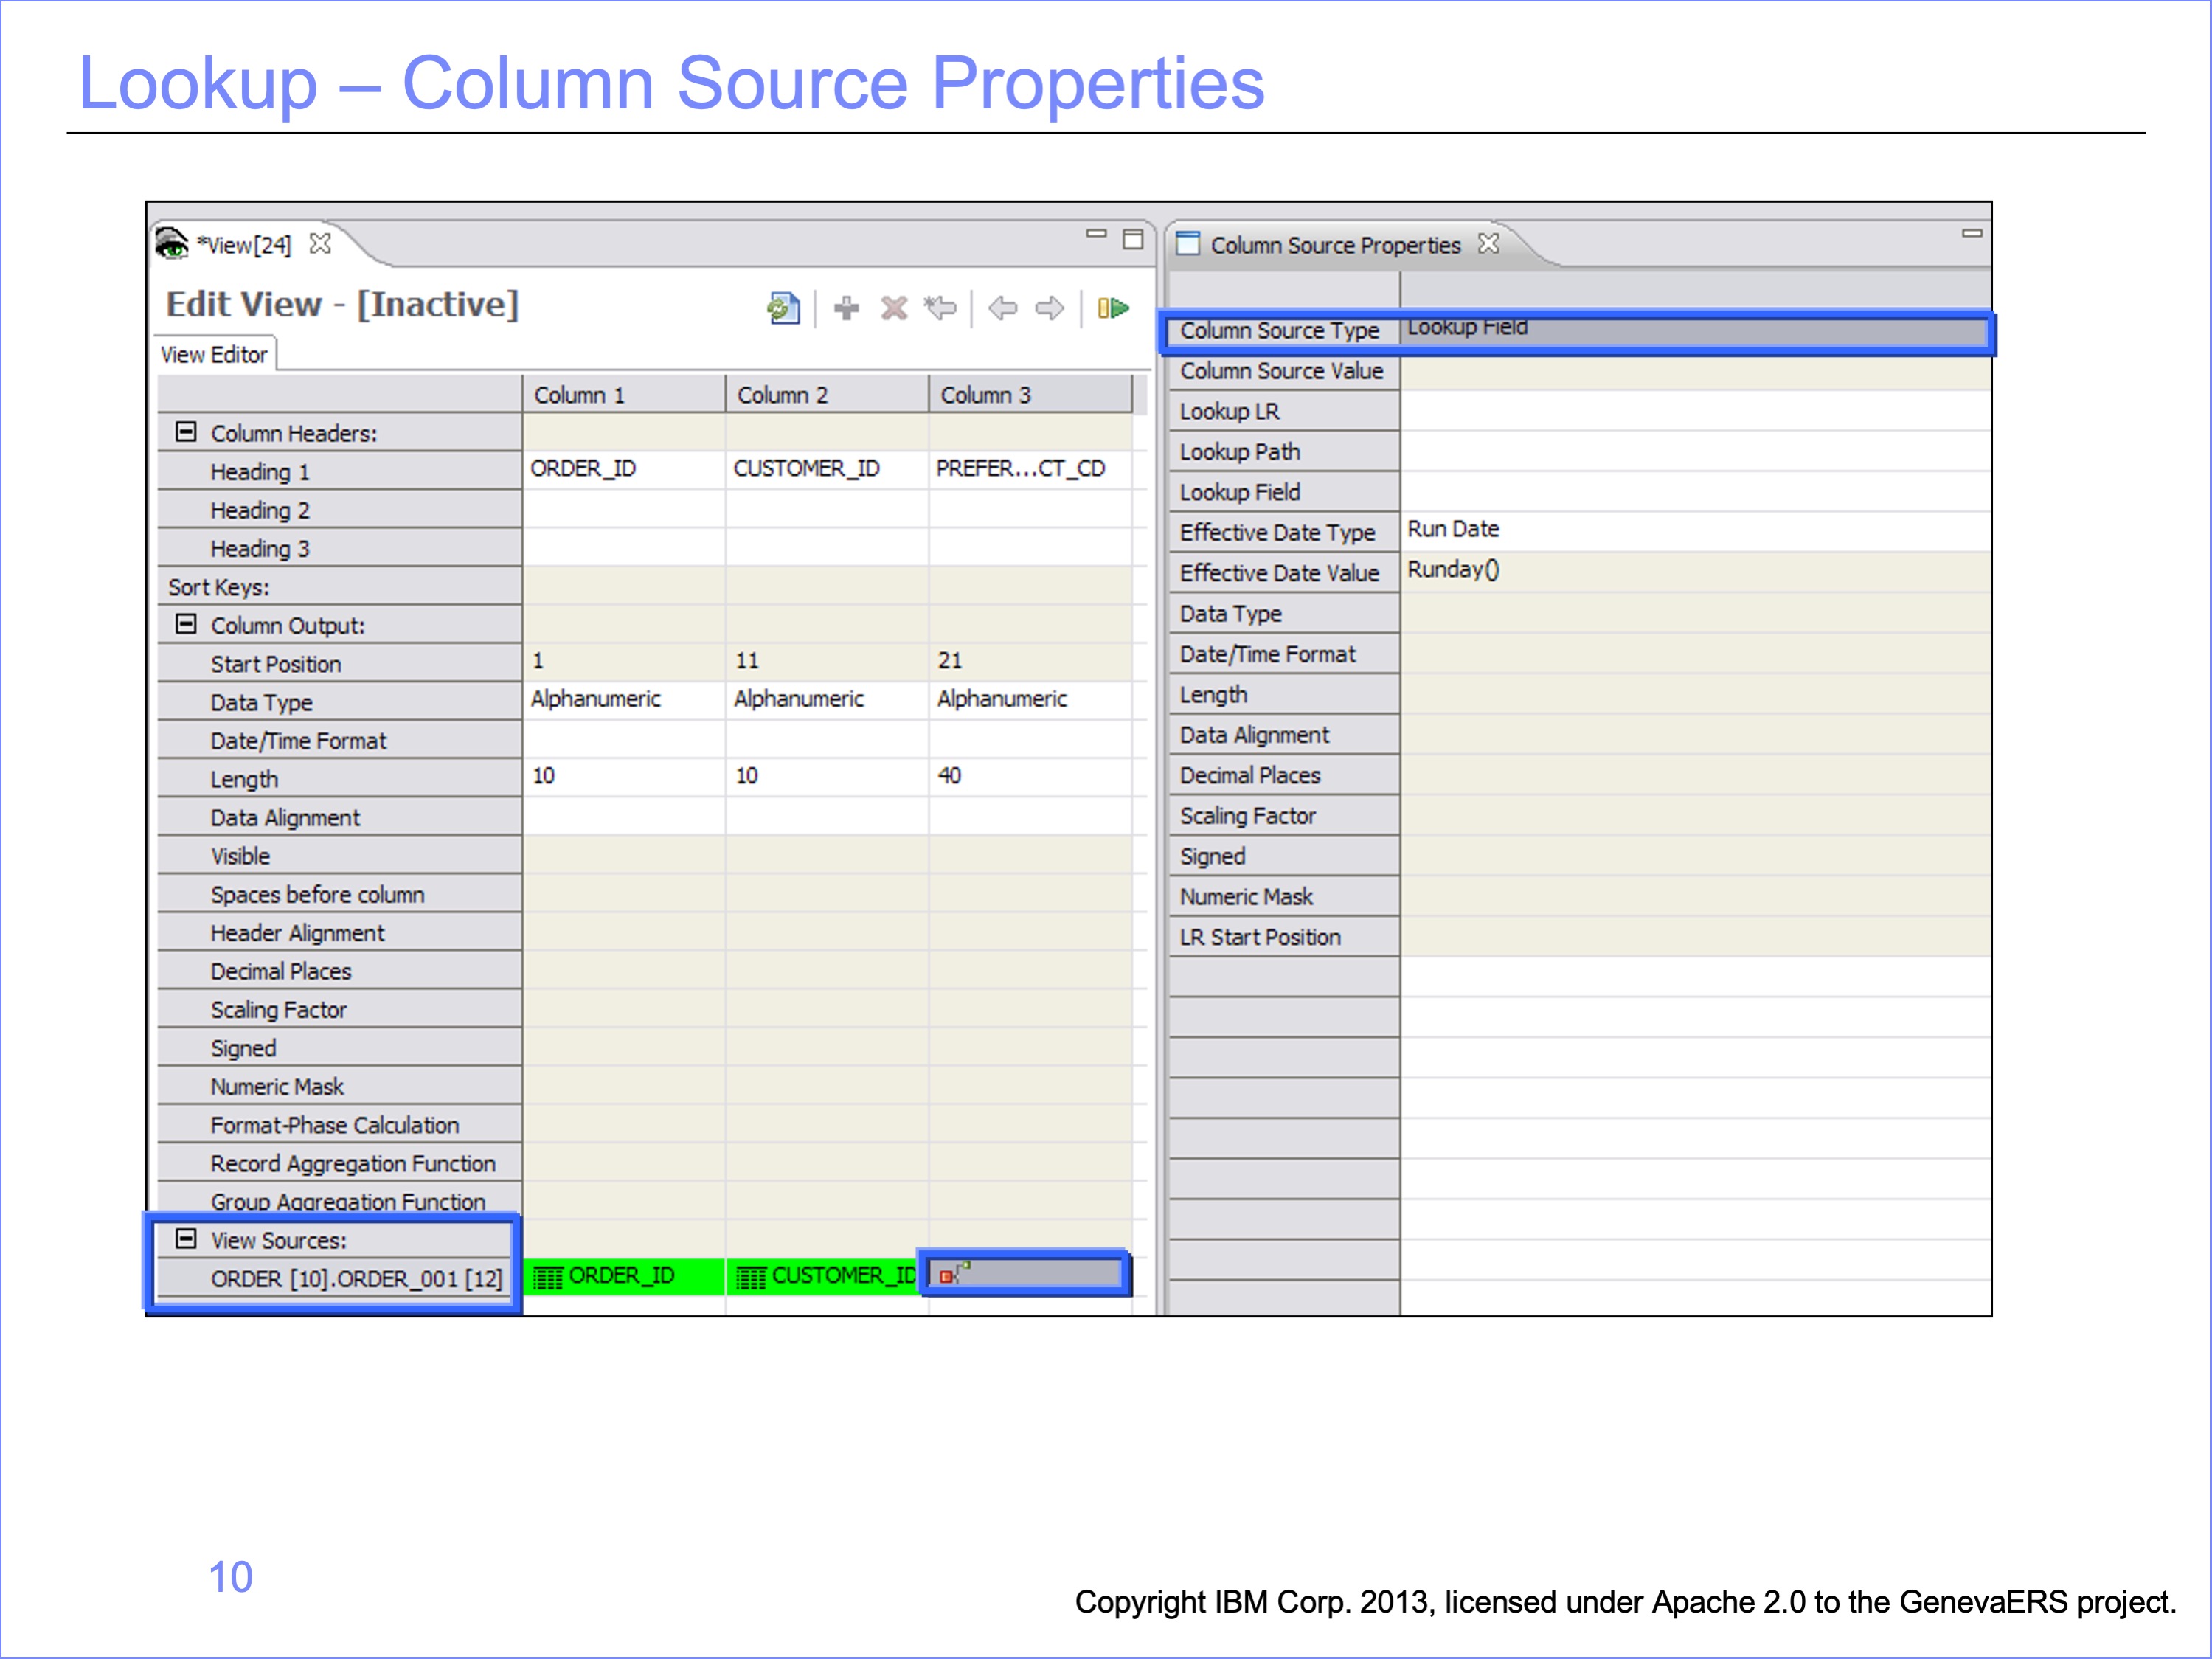 Lookup – Column Source Properties
*View[24]
Edit View - [Inactive]
View Editor
Column 1 Column 2 Column 3
Column Headers:
Heading 1 ORDER_ID CUSTOMER_ID PREFER...CT_CD
Heading 2
Heading 3
Sort Keys:
Column Output:
Start Position 1 11 21
Data Type Alphanumeric Alphanumeric Alphanumeric
Date/Time Format
Length 10 10 40
Data Alignment
Visible
Spaces before column
Header Alignment
Decimal Places
Scaling Factor
Signed
Numeric Mask
Format-Phase Calculation
Record Aggregation Function
Group Aggregation Function
View Sources:
ORDER [10].ORDER_001 [12] ORDER_ID CUSTOMER_ID
Column Source Properties
Column Source Type Lookup Field
Column Source Value
Lookup LR
Lookup Path
Lookup Field
Effective Date Type Run Date
Effective Date Value Runday()
Data Type
Date/Time Format
Length
Data Alignment
Decimal Places
Scaling Factor
Signed
Numeric Mask
LR Start Position
10
Copyright IBM Corp. 2013, licensed under Apache 2.0 to the GenevaERS project.